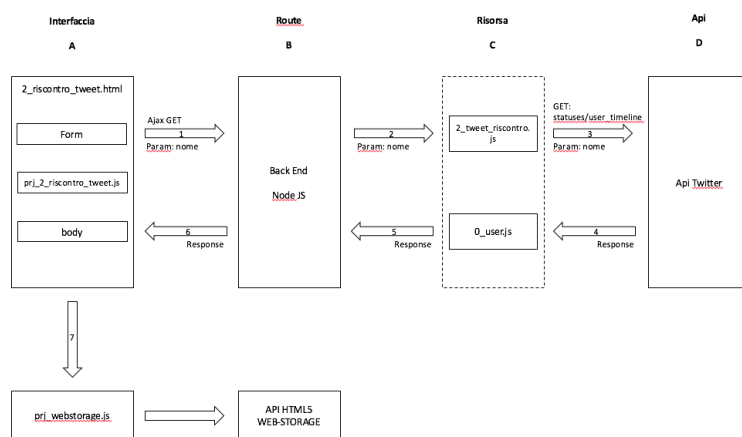 Interfaccia
Route
Risorsa
Api
A
B
C
D
2_riscontro_tweet.html
Form
prj_2_riscontro_tweet.js
body
Ajax GET
1
Param: nome
6
Response
Back End
Node JS
2
Param: nome
5
Response
2_tweet_riscontro.
js
0_user.js
GET:
statuses/user_timeline
3
Param: nome
4
Response
Api Twitter
7
prj_webstorage.js
API HTML5
WEB-STORAGE